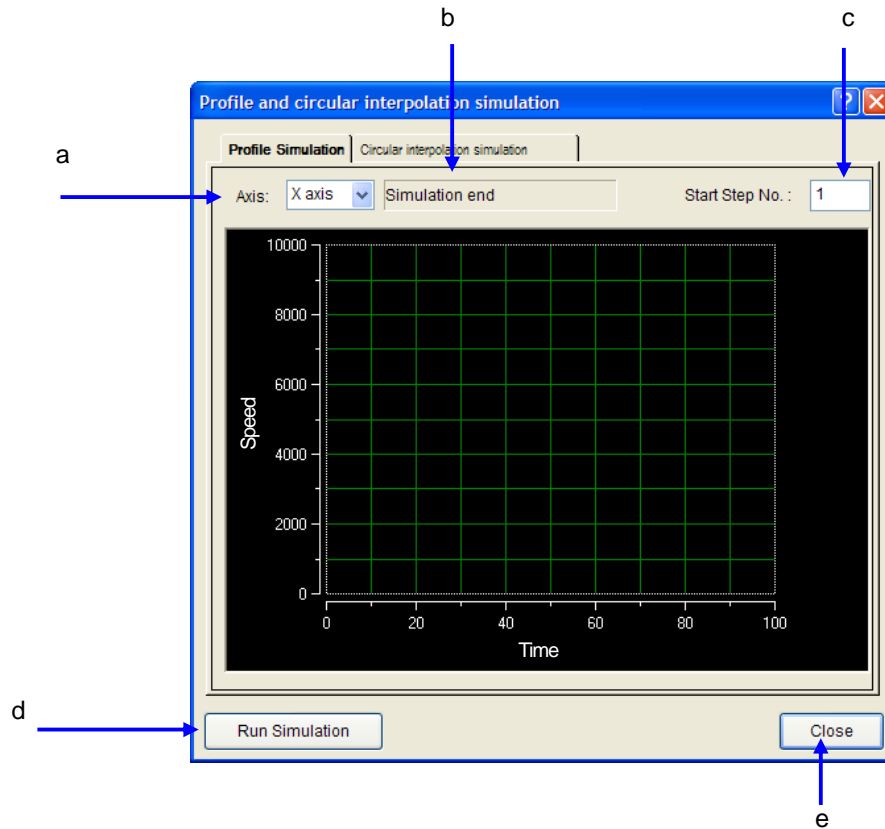 b
c
Profile and circular interpolation simulation
?
Profile Simulation
Circular interpolation simulation
a
Axis:
X axis
Simulation end
Start Step No. :
1
10000
8000
6000
4000
2000
0
Speed
0
20
40
60
80
100
Time
d
Run Simulation
Close
e